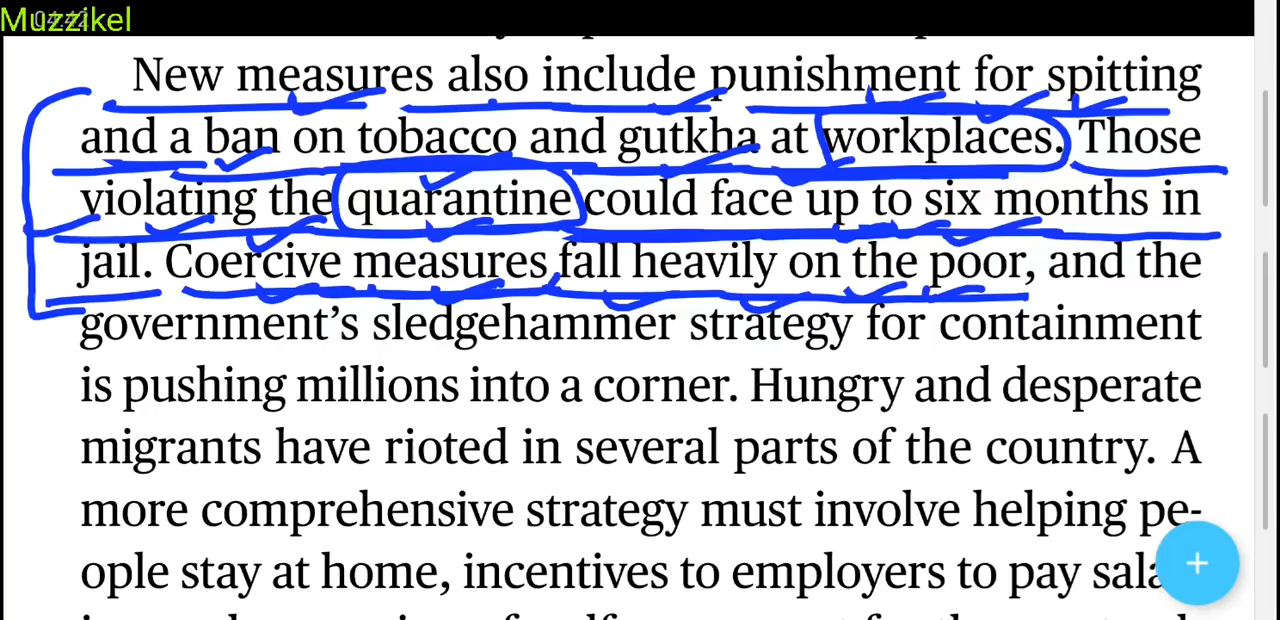 Muzzikel
04:42
New measures also include punishment for spitting
and a ban on tobacco and gutkha at workplaces. Those
violating the quarantine could face up to six months in
jail. Coercive measures fall heavily on the poor, and the
government’s sledgehammer strategy for containment
is pushing millions into a corner. Hungry and desperate
migrants have rioted in several parts of the country. A
more comprehensive strategy must involve helping pe-
ople stay at home, incentives to employers to pay